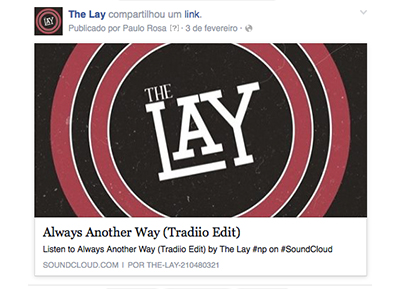 The Lay compartilhou um link.
Publicado por Paulo Rosa [?] · 3 de fevereiro ·
THE
LAY
Always Another Way (Tradiio Edit)
Listen to Always Another Way (Tradiio Edit) by The Lay #np on #SoundCloud
SOUNDCLOUD.COM | POR THE-LAY-210480321